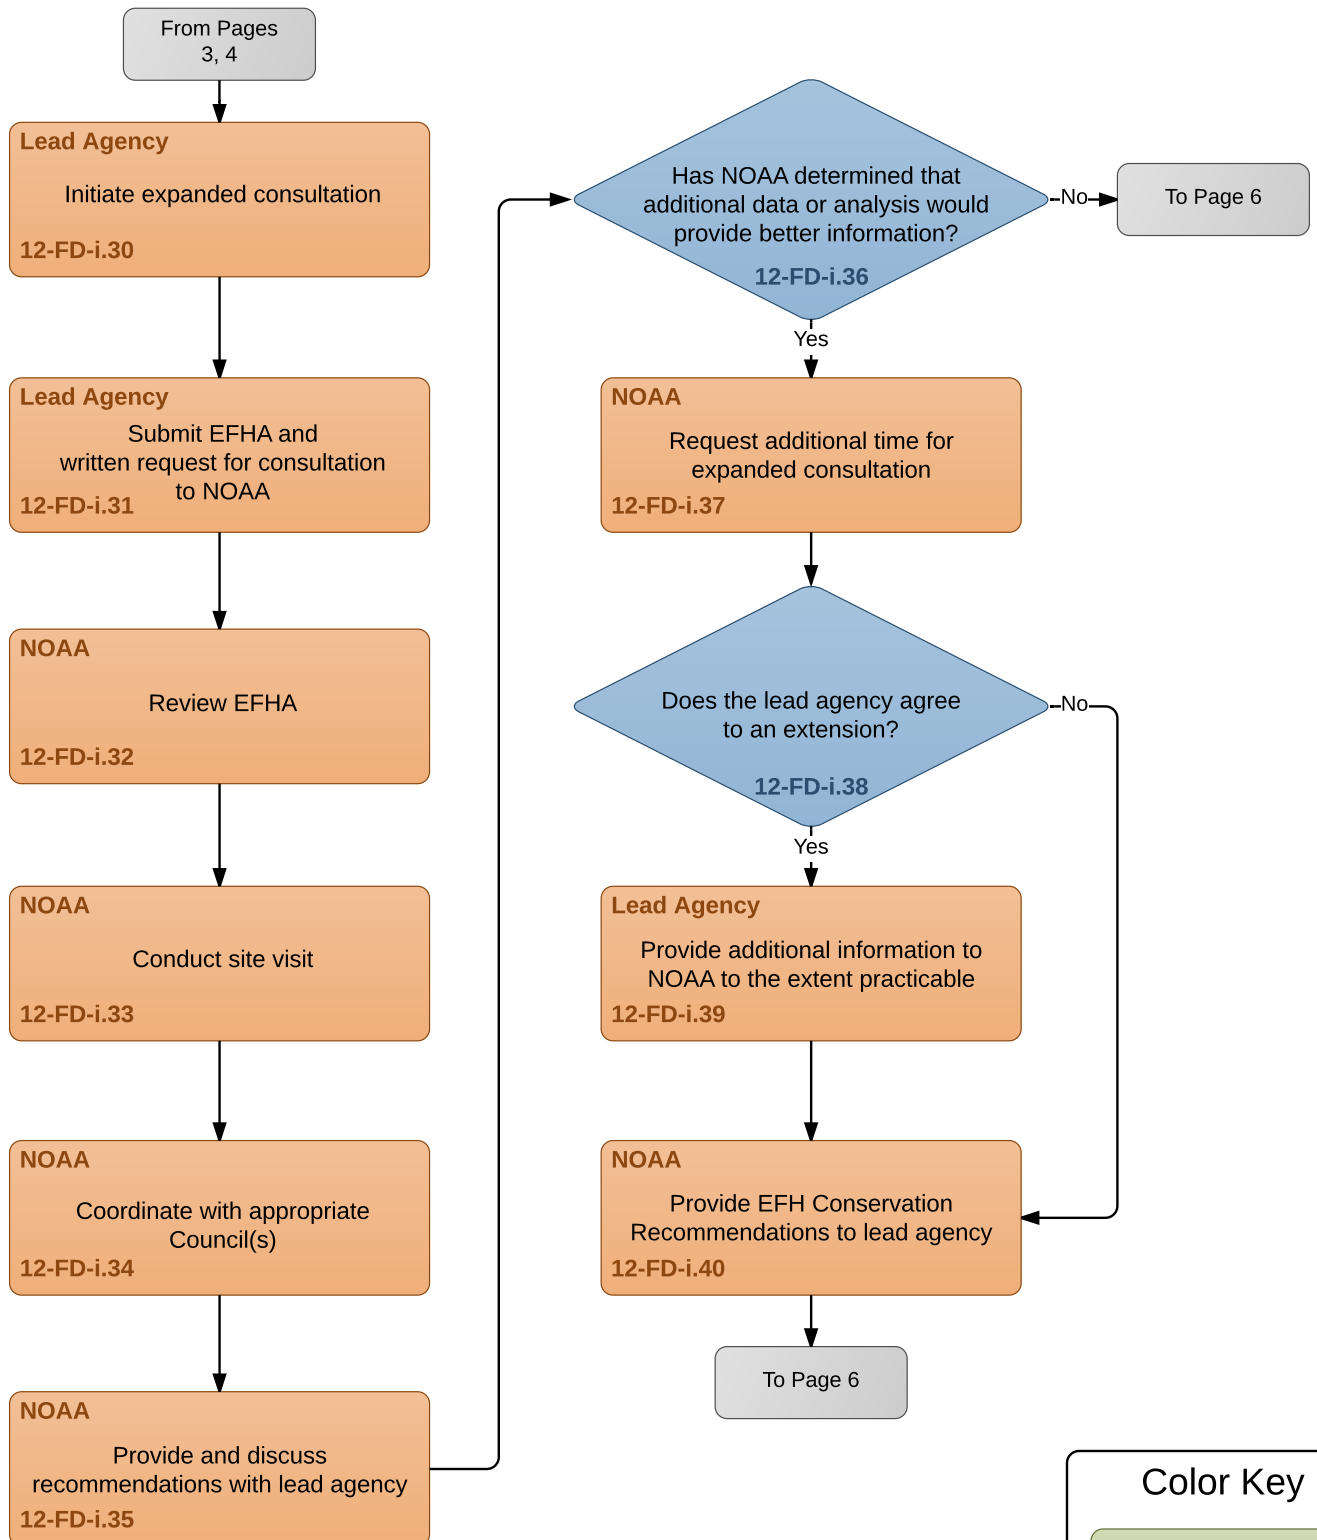 From Pages
3, 4
Lead Agency
Initiate expanded consultation
12-FD-i.30
Lead Agency
Submit EFHA and
written request for consultation
to NOAA
12-FD-i.31
NOAA
Review EFHA
12-FD-i.32
NOAA
Conduct site visit
12-FD-i.33
NOAA
Coordinate with appropriate
Council(s)
12-FD-i.34
NOAA
Provide and discuss
recommendations with lead agency
12-FD-i.35
Has NOAA determined that
additional data or analysis would
provide better information?
12-FD-i.36
No
To Page 6
Yes
NOAA
Request additional time for
expanded consultation
12-FD-i.37
Does the lead agency agree
to an extension?
12-FD-i.38
No
Yes
Lead Agency
Provide additional information to
NOAA to the extent practicable
12-FD-i.39
NOAA
Provide EFH Conservation
Recommendations to lead agency
12-FD-i.40
To Page 6
Color Key